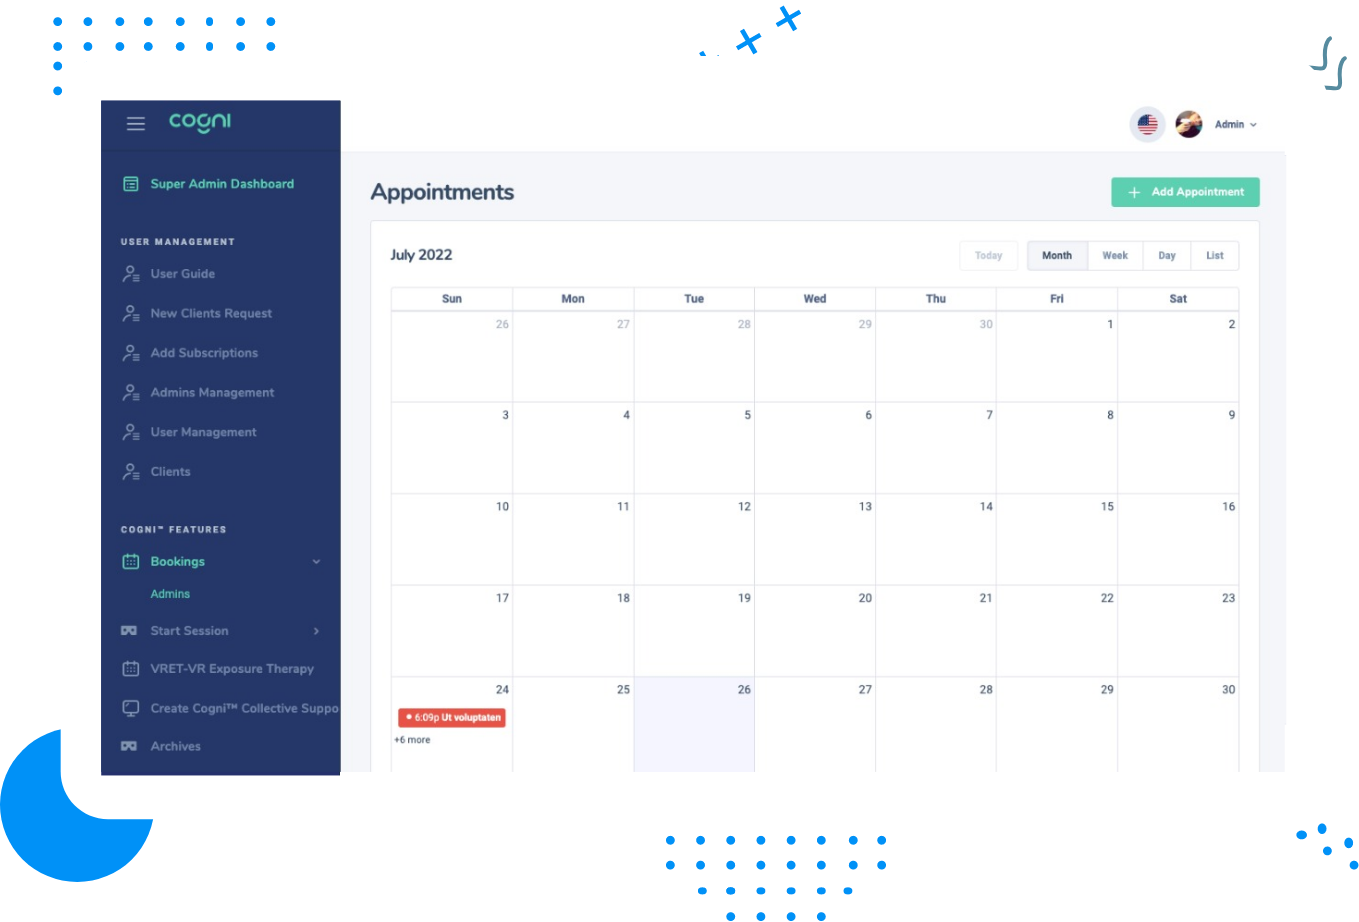 cogni
Admin
Super Admin Dashboard
USER MANAGEMENT
User Guide
New Clients Request
Add Subscriptions
Admins Management
User Management
Clients
COGNI™ FEATURES
Bookings
Admins
Start Session
VRET-VR Exposure Therapy
Create Cogni™ Collective Suppo
Archives
Appointments
+ Add Appointment
July 2022
Today Month Week Day List
Sun Mon Tue Wed Thu Fri Sat
26 27 28 29 30 1 2
3 4 5 6 7 8 9
10 11 12 13 14 15 16
17 18 19 20 21 22 23
24 25 26 27 28 29 30
6:09p Ut voluptaten
+6 more